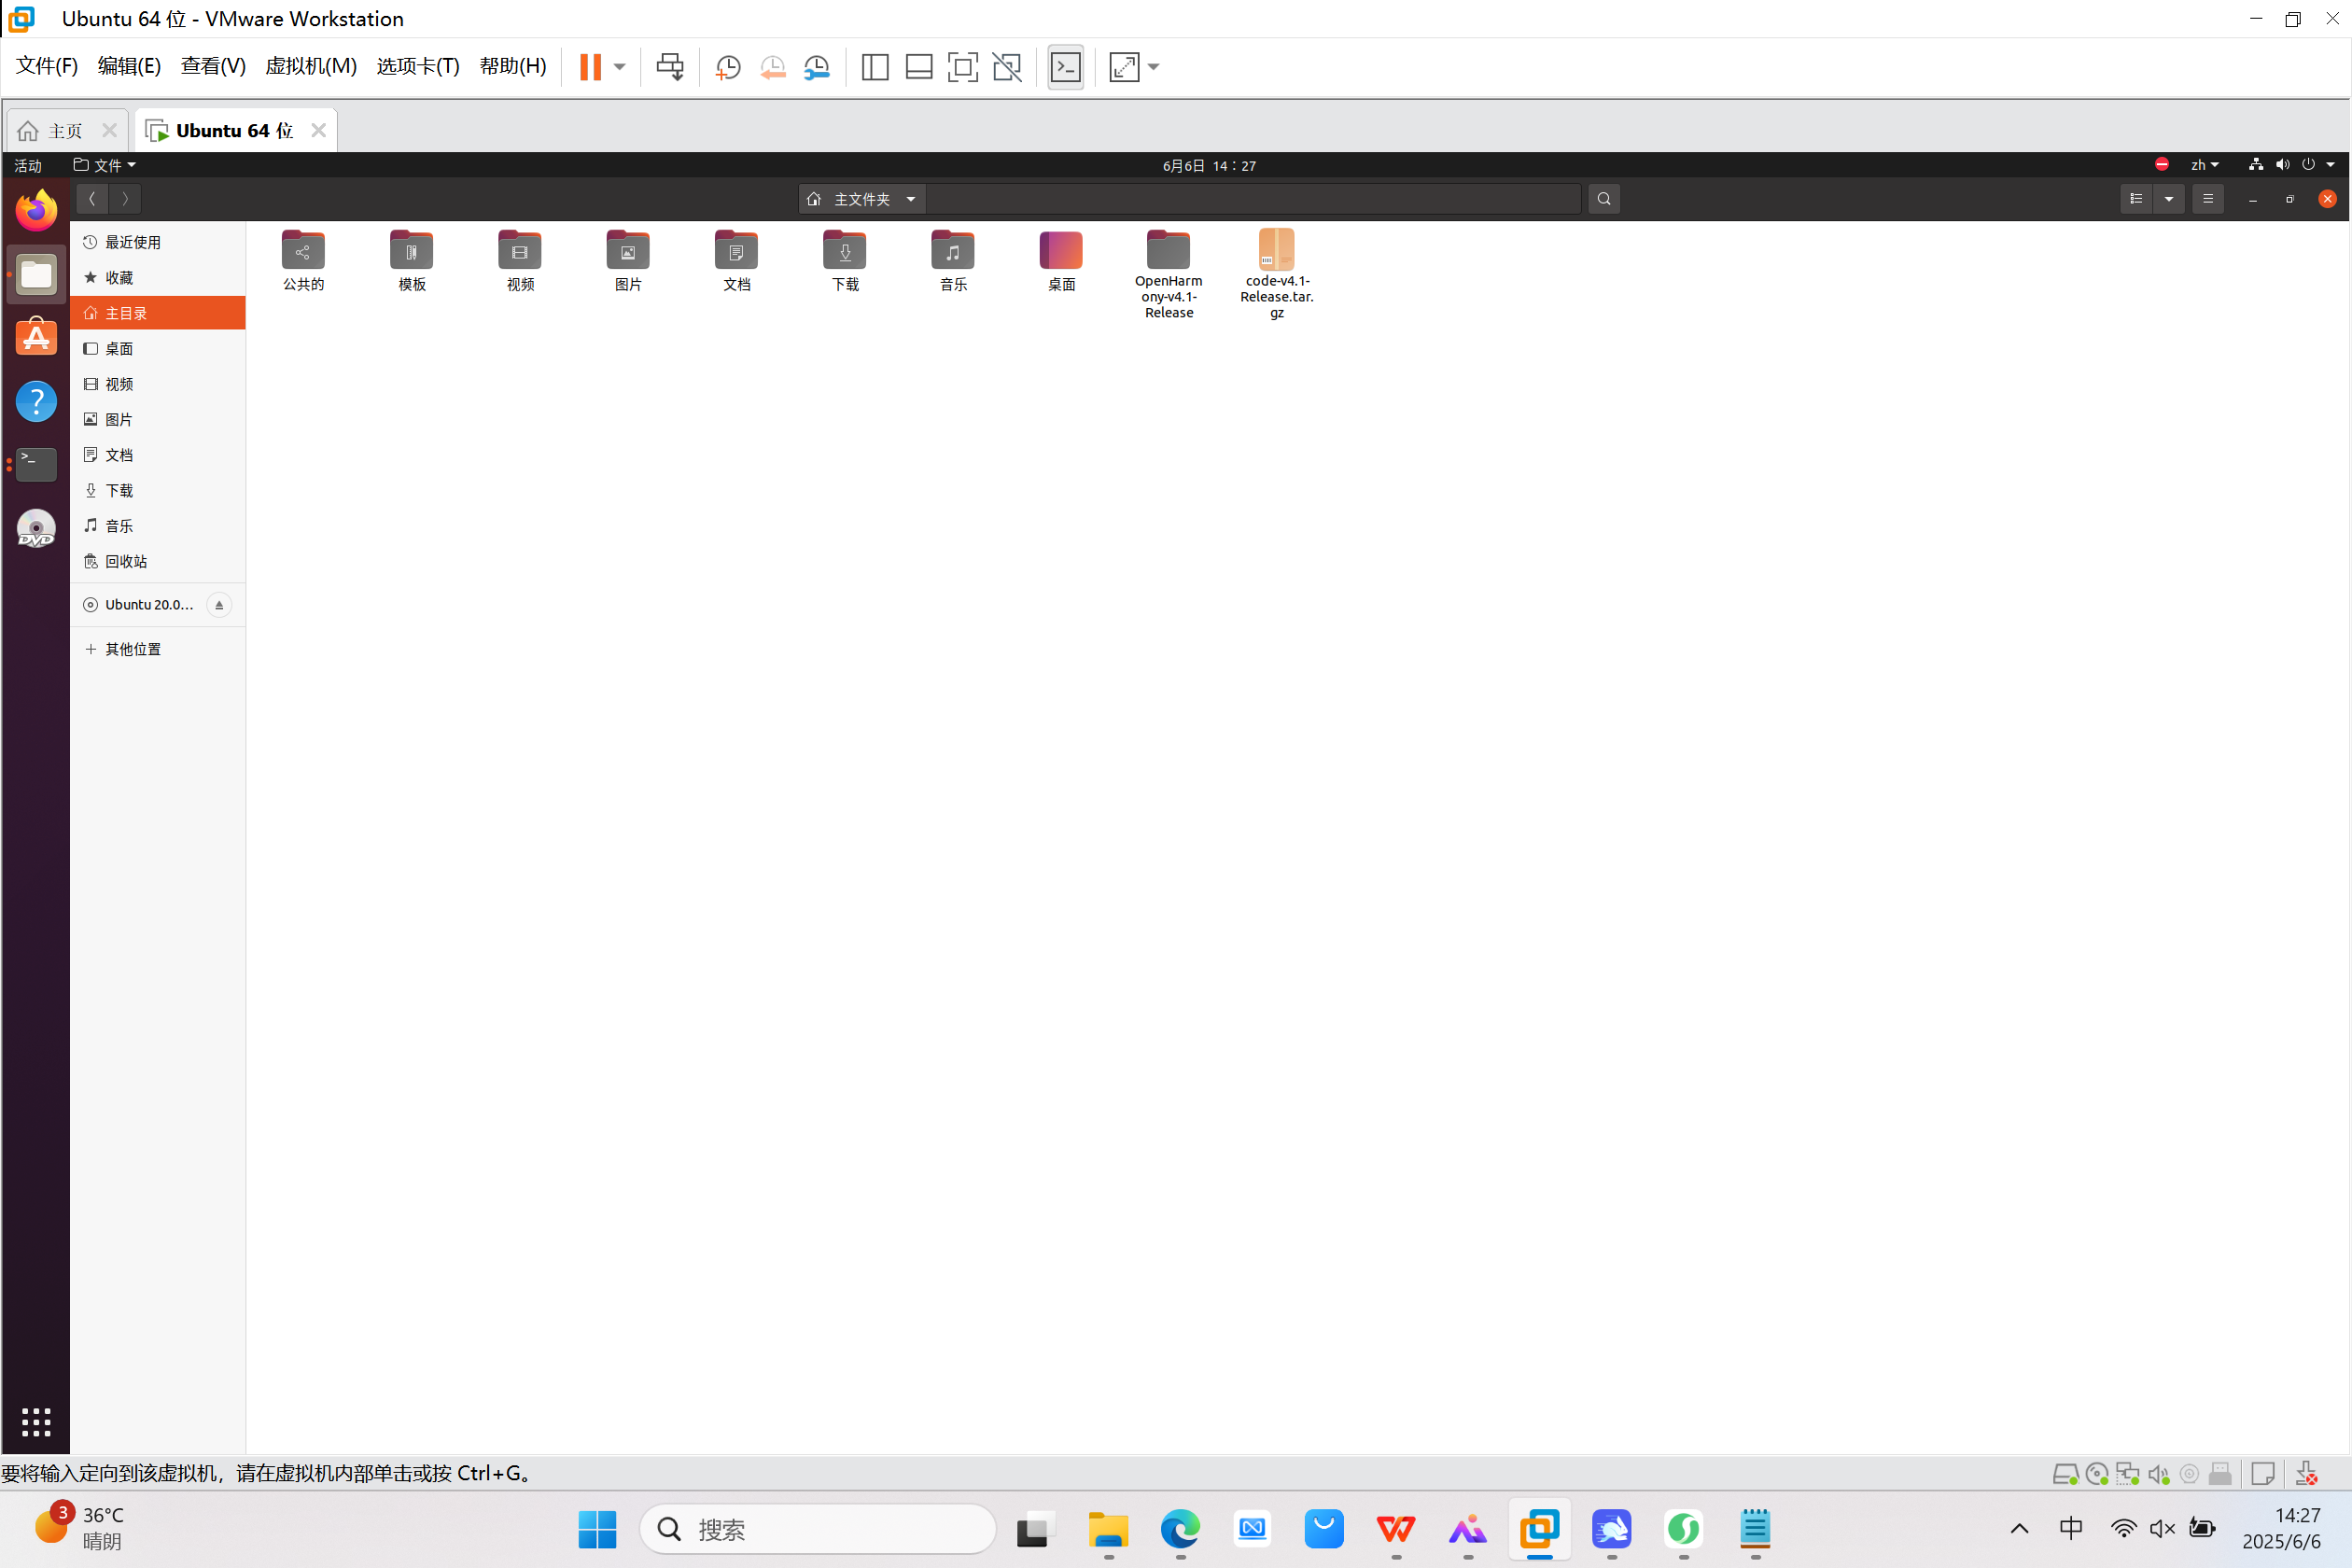 Ubuntu 64 位 - VMware Workstation
文件(F) 编辑(E) 查看(V) 虚拟机(M) 选项卡(T) 帮助(H)
主页 Ubuntu 64 位
活动 文件 6月6日 14：27 zh
主文件夹
最近使用
收藏
主目录
桌面
视频
图片
文档
下载
音乐
回收站
Ubuntu 20.0…
其他位置
公共的
模板
视频
图片
文档
下载
音乐
桌面
OpenHarm
ony-v4.1-
Release
code-v4.1-
Release.tar.
gz
DVD
要将输入定向到该虚拟机，请在虚拟机内部单击或按 Ctrl+G。
3
36°C
晴朗
搜索
中
14:27
2025/6/6